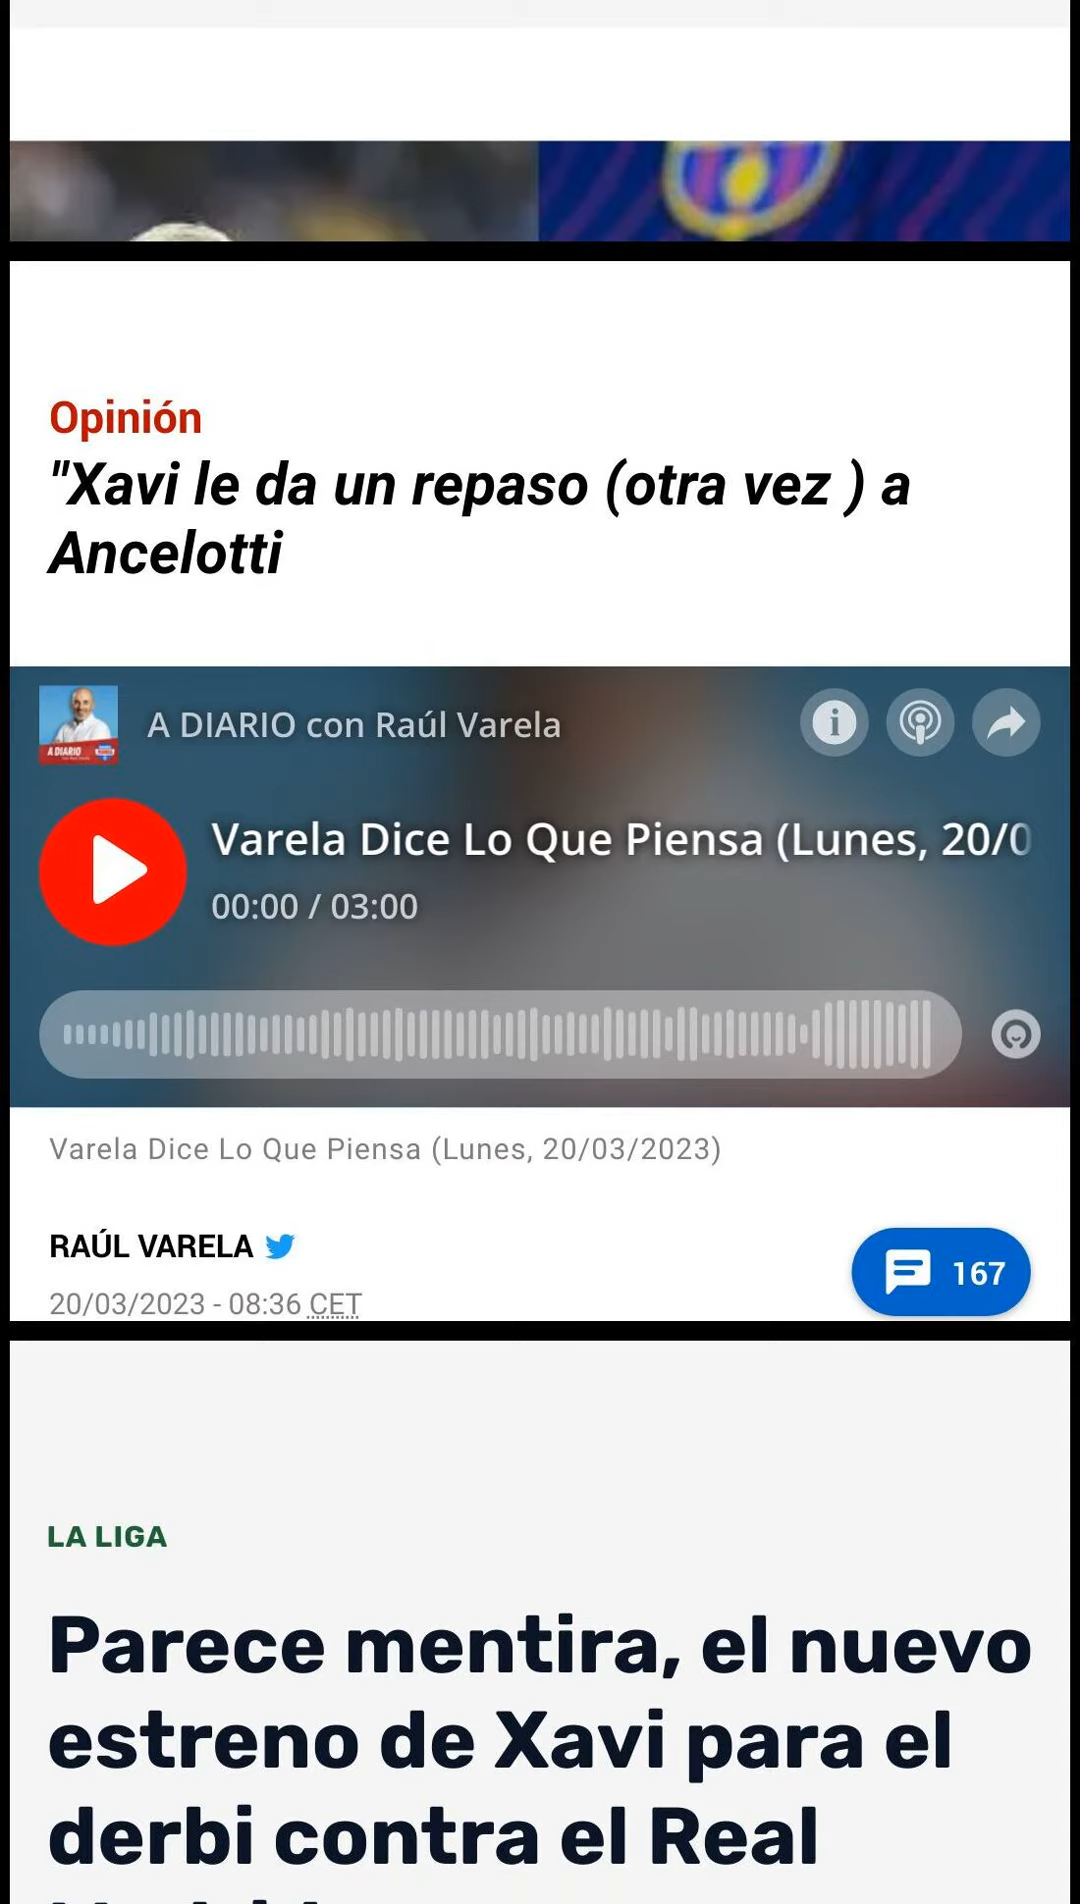 Opinión
"Xavi le da un repaso (otra vez ) a
Ancelotti
A DIARIO con Raúl Varela
A DIARIO
Varela Dice Lo Que Piensa (Lunes, 20/0
00:00 / 03:00
Varela Dice Lo Que Piensa (Lunes, 20/03/2023)
RAÚL VARELA
167
20/03/2023 - 08:36 CET
LA LIGA
Parece mentira, el nuevo
estreno de Xavi para el
derbi contra el Real